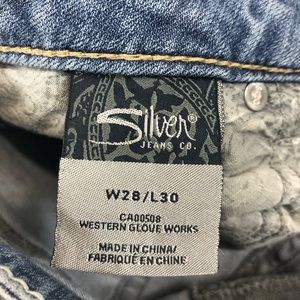 Silver®
JEANS CO.
W28/L30
CA00508
WESTERN GLOVE WORKS
MADE IN CHINA/
FABRIQUÉ EN CHINE